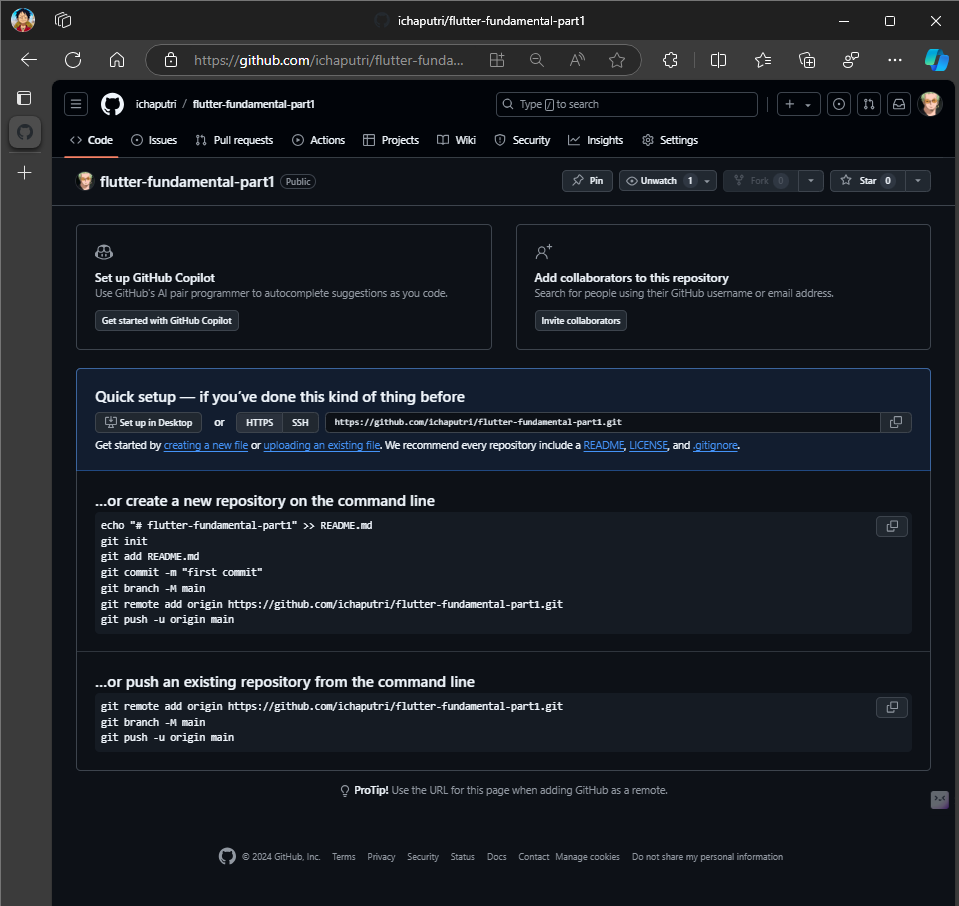 ichaputri/flutter-fundamental-part1
https://github.com/ichaputri/flutter-funda...
ichaputri / flutter-fundamental-part1
Type / to search
Code Issues Pull requests Actions Projects Wiki Security Insights Settings
flutter-fundamental-part1 Public
Pin Unwatch 1 Fork 0 Star 0
Set up GitHub Copilot
Use GitHub's AI pair programmer to autocomplete suggestions as you code.
Get started with GitHub Copilot
Add collaborators to this repository
Search for people using their GitHub username or email address.
Invite collaborators
Quick setup — if you've done this kind of thing before
Set up in Desktop or HTTPS SSH https://github.com/ichaputri/flutter-fundamental-part1.git
Get started by creating a new file or uploading an existing file. We recommend every repository include a README, LICENSE, and .gitignore.
...or create a new repository on the command line
echo "# flutter-fundamental-part1" >> README.md
git init
git add README.md
git commit -m "first commit"
git branch -M main
git remote add origin https://github.com/ichaputri/flutter-fundamental-part1.git
git push -u origin main
...or push an existing repository from the command line
git remote add origin https://github.com/ichaputri/flutter-fundamental-part1.git
git branch -M main
git push -u origin main
ProTip! Use the URL for this page when adding GitHub as a remote.
© 2024 GitHub, Inc. Terms Privacy Security Status Docs Contact Manage cookies Do not share my personal information